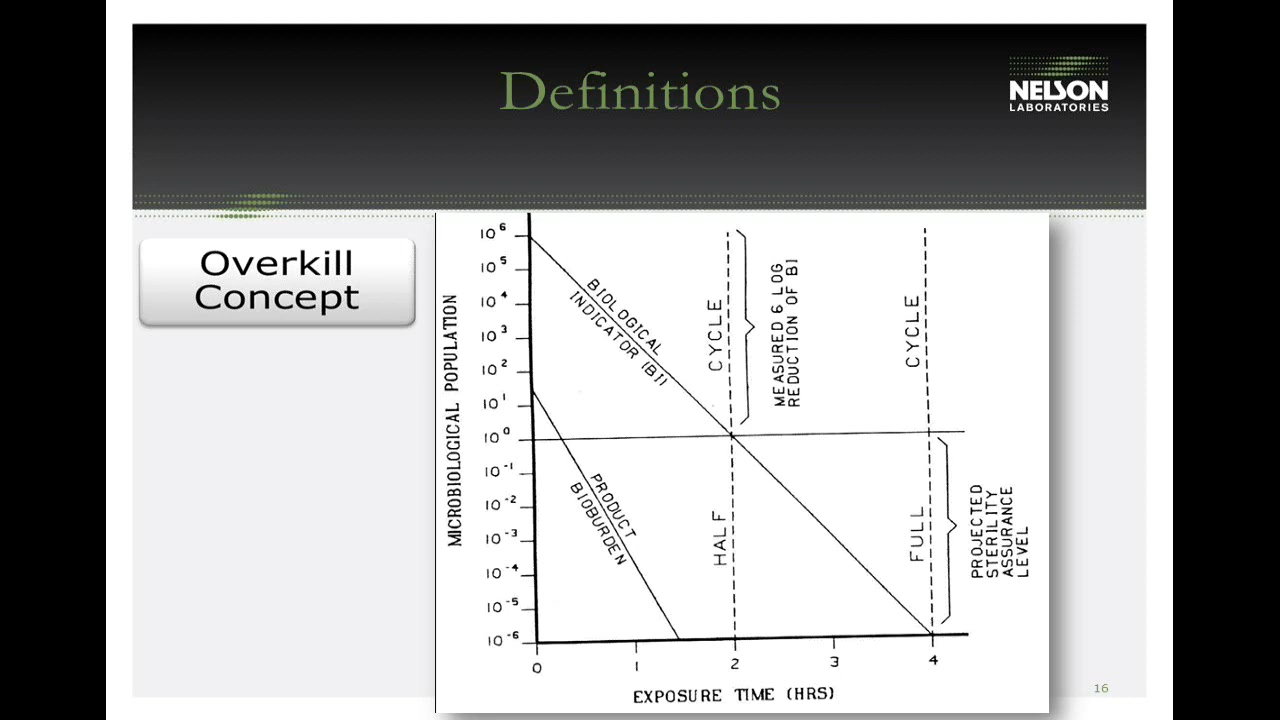 Definitions
NELSON
LABORATORIES
Overkill
Concept
MICROBIOLOGICAL POPULATION
10⁶
10⁵
10⁴
10³
10²
10¹
10⁰
10⁻¹
10⁻²
10⁻³
10⁻⁴
10⁻⁵
10⁻⁶
BIOLOGICAL
INDICATOR (BI)
PRODUCT
BIOBURDEN
HALF CYCLE
MEASURED 6 LOG
REDUCTION OF BI
FULL CYCLE
PROJECTED
STERILITY
ASSURANCE
LEVEL
0 1 2 3 4
EXPOSURE TIME (HRS)
16